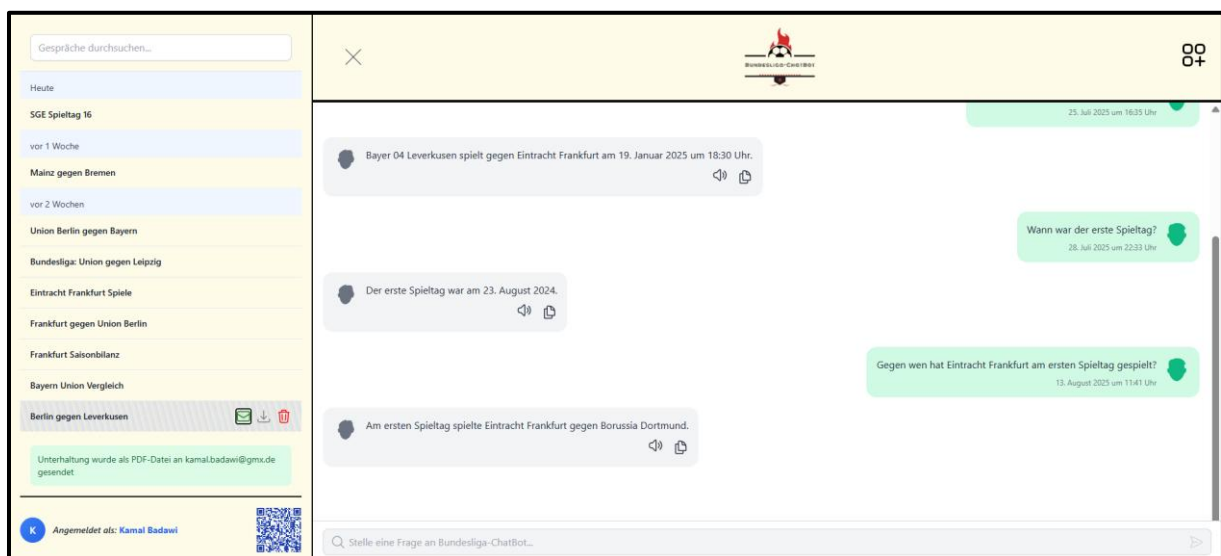 Gespräche durchsuchen...
Heute
SGE Spieltag 16
vor 1 Woche
Mainz gegen Bremen
vor 2 Wochen
Union Berlin gegen Bayern
Bundesliga: Union gegen Leipzig
Eintracht Frankfurt Spiele
Frankfurt gegen Union Berlin
Frankfurt Saisonbilanz
Bayern Union Vergleich
Berlin gegen Leverkusen
Unterhaltung wurde als PDF-Datei an kamal.badawi@gmx.de
gesendet
K
Angemeldet als: Kamal Badawi
BUNDESLIGA-CHATBOT
25. Juli 2025 um 16:35 Uhr
Bayer 04 Leverkusen spielt gegen Eintracht Frankfurt am 19. Januar 2025 um 18:30 Uhr.
Wann war der erste Spieltag?
28. Juli 2025 um 22:33 Uhr
Der erste Spieltag war am 23. August 2024.
Gegen wen hat Eintracht Frankfurt am ersten Spieltag gespielt?
13. August 2025 um 11:41 Uhr
Am ersten Spieltag spielte Eintracht Frankfurt gegen Borussia Dortmund.
Stelle eine Frage an Bundesliga-ChatBot...